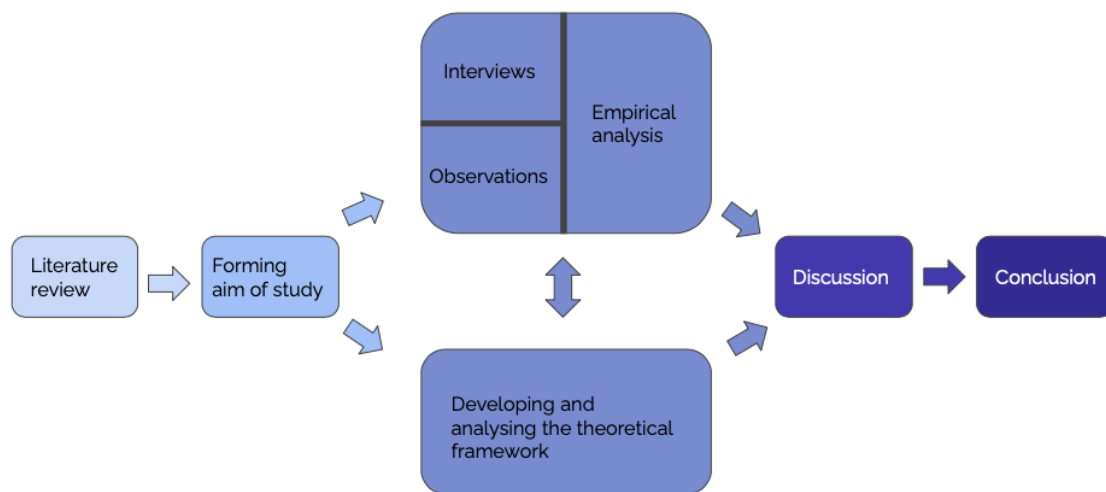 Literature
review
Forming
aim of study
Interviews
Observations
Empirical
analysis
Developing and
analysing the theoretical
framework
Discussion
Conclusion